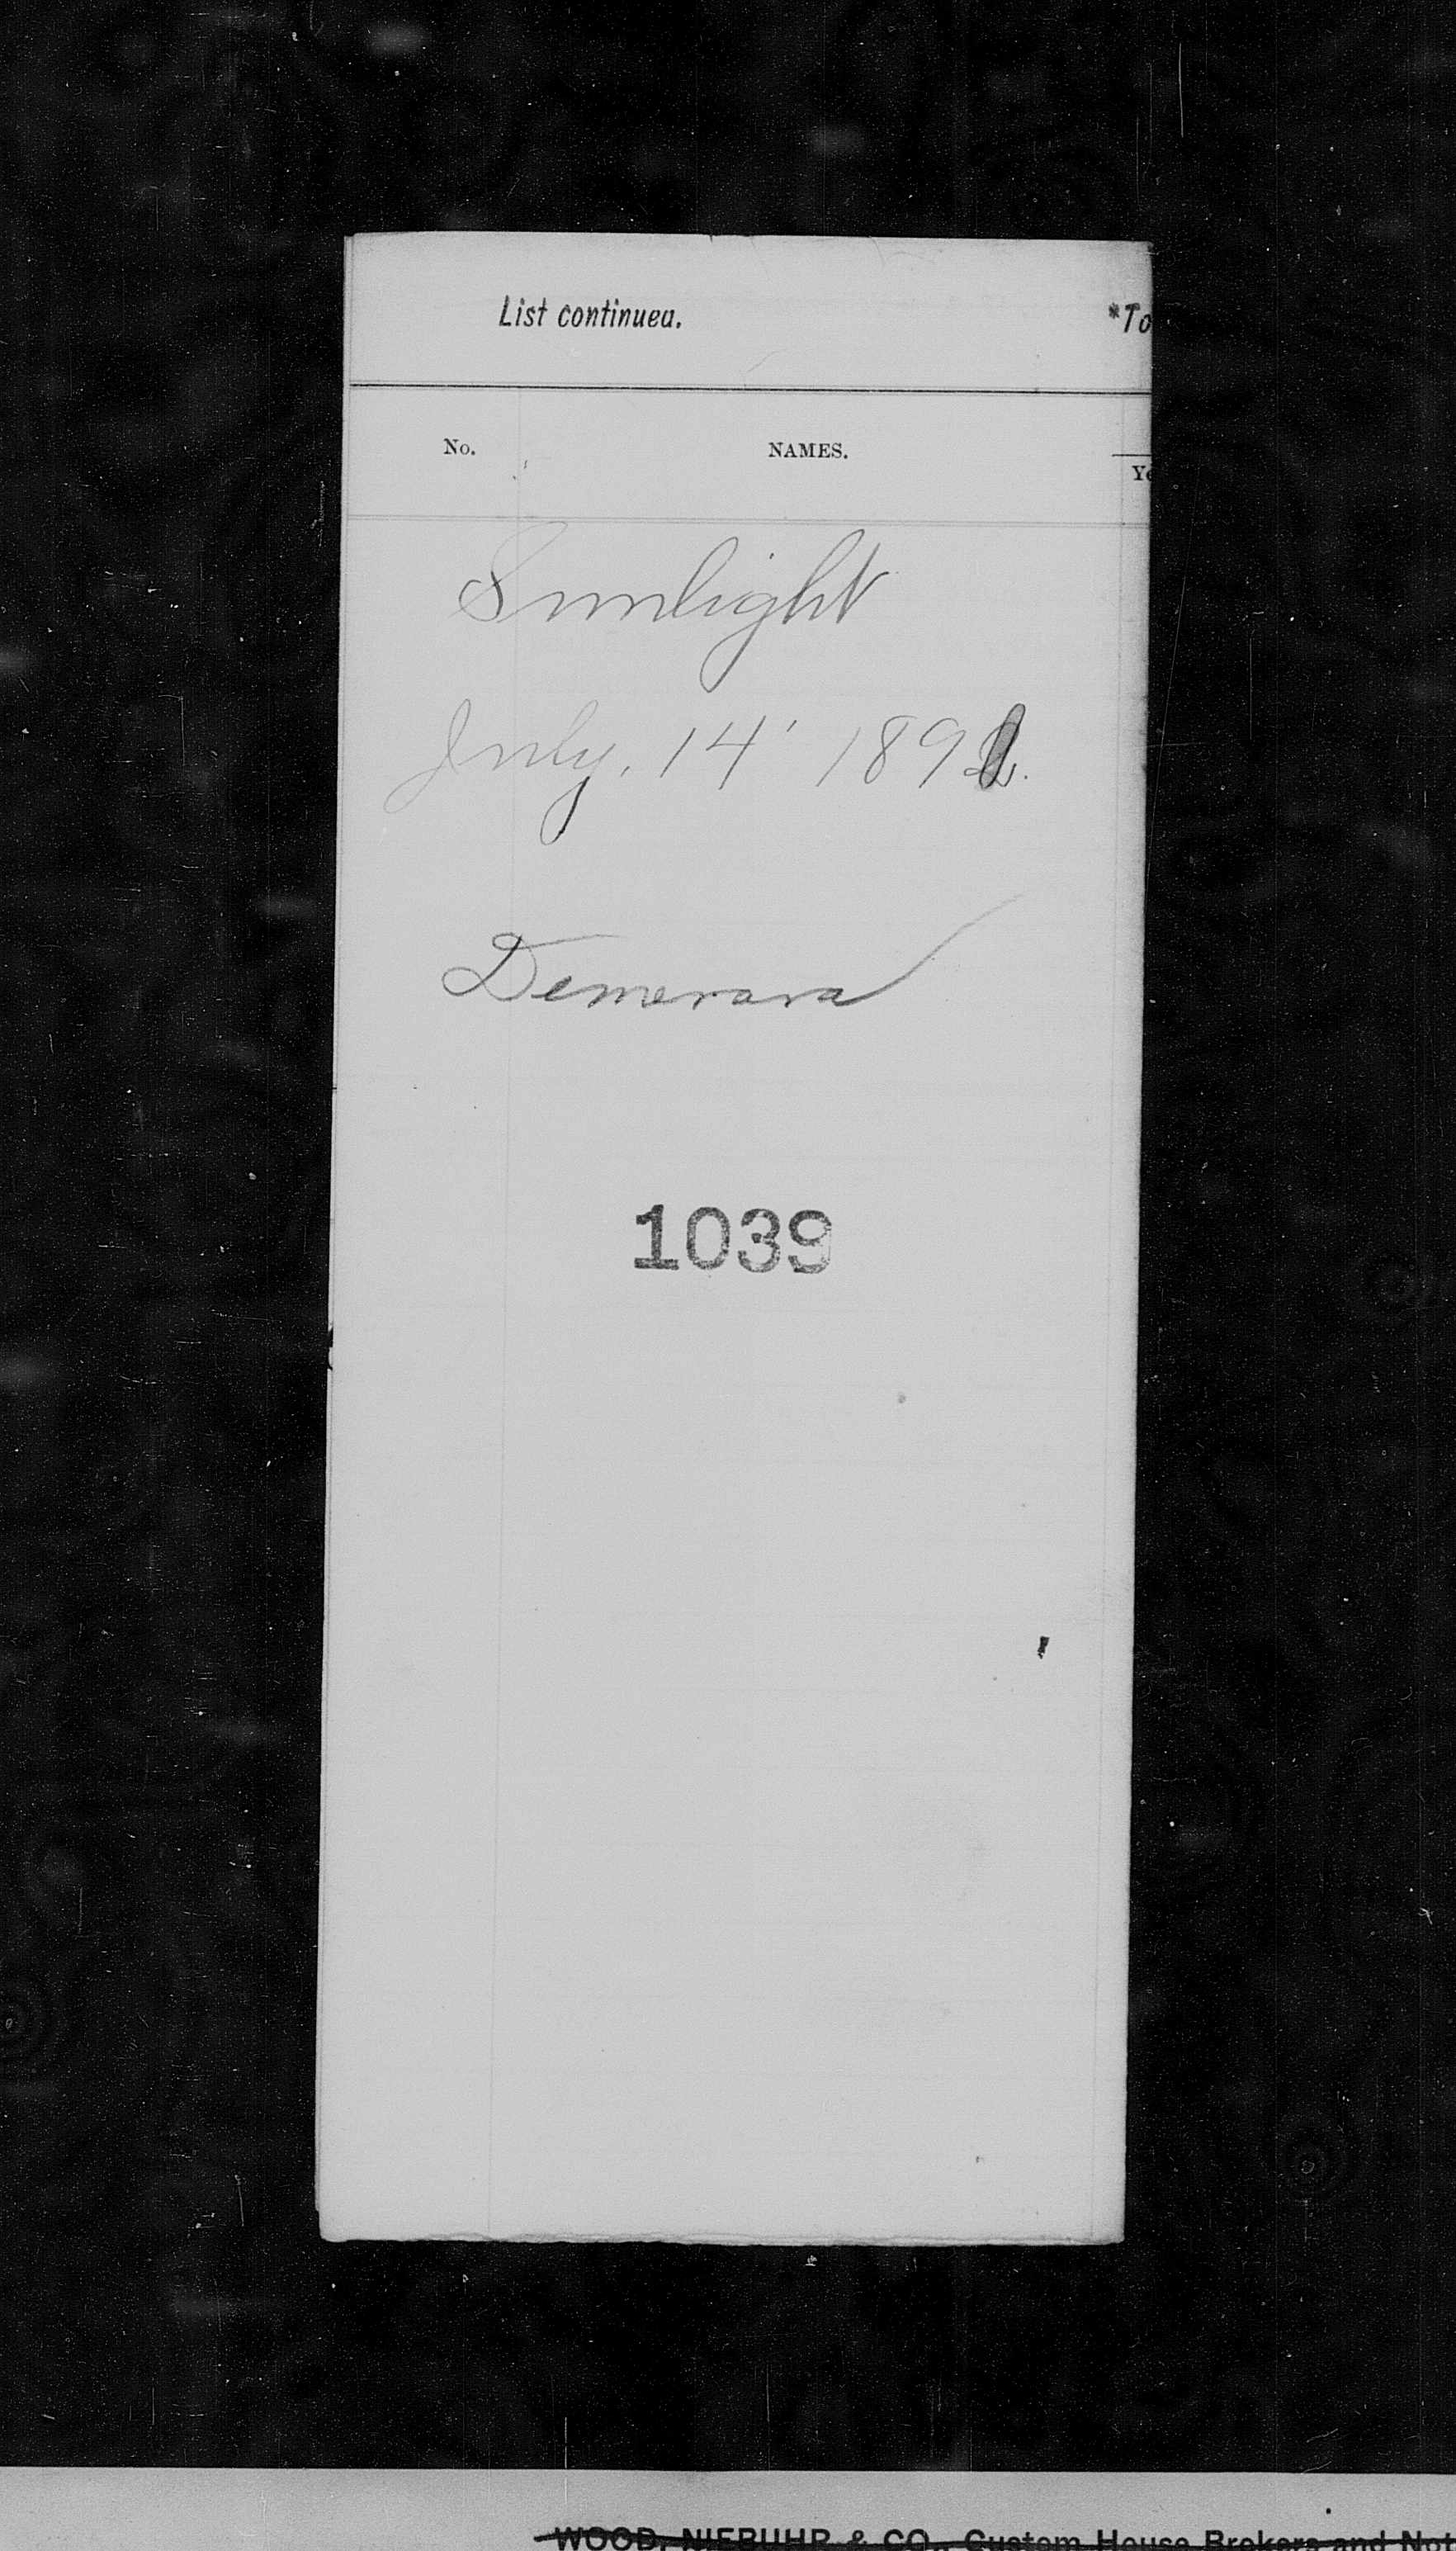 List continued.
*To
No.
NAMES.
Ye
Sunlight
July, 14' 1891.
Demerara
1039
WOOD, NIEBUHR & CO., Custom House Brokers and Not